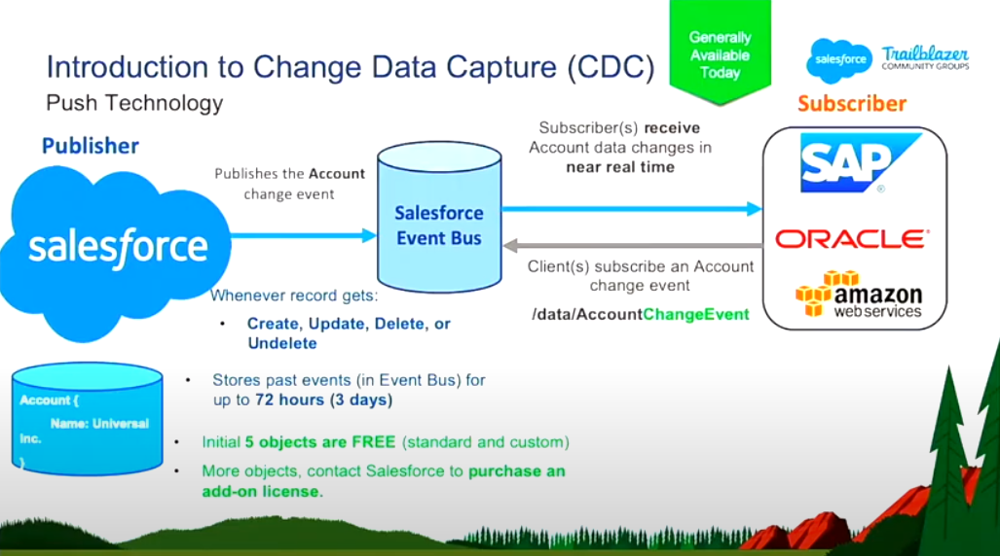 Generally
Available
Today
salesforce
Trailblazer
COMMUNITY GROUPS
Introduction to Change Data Capture (CDC)
Push Technology
Publisher
salesforce
Publishes the Account
change event
Salesforce
Event Bus
Subscriber(s) receive
Account data changes in
near real time
Subscriber
SAP
ORACLE
amazon
webservices
Client(s) subscribe an Account
change event
/data/AccountChangeEvent
Whenever record gets:
• Create, Update, Delete, or
Undelete
• Stores past events (in Event Bus) for
up to 72 hours (3 days)
Account {
Name: Universal
Inc.
}
• Initial 5 objects are FREE (standard and custom)
• More objects, contact Salesforce to purchase an
add-on license.